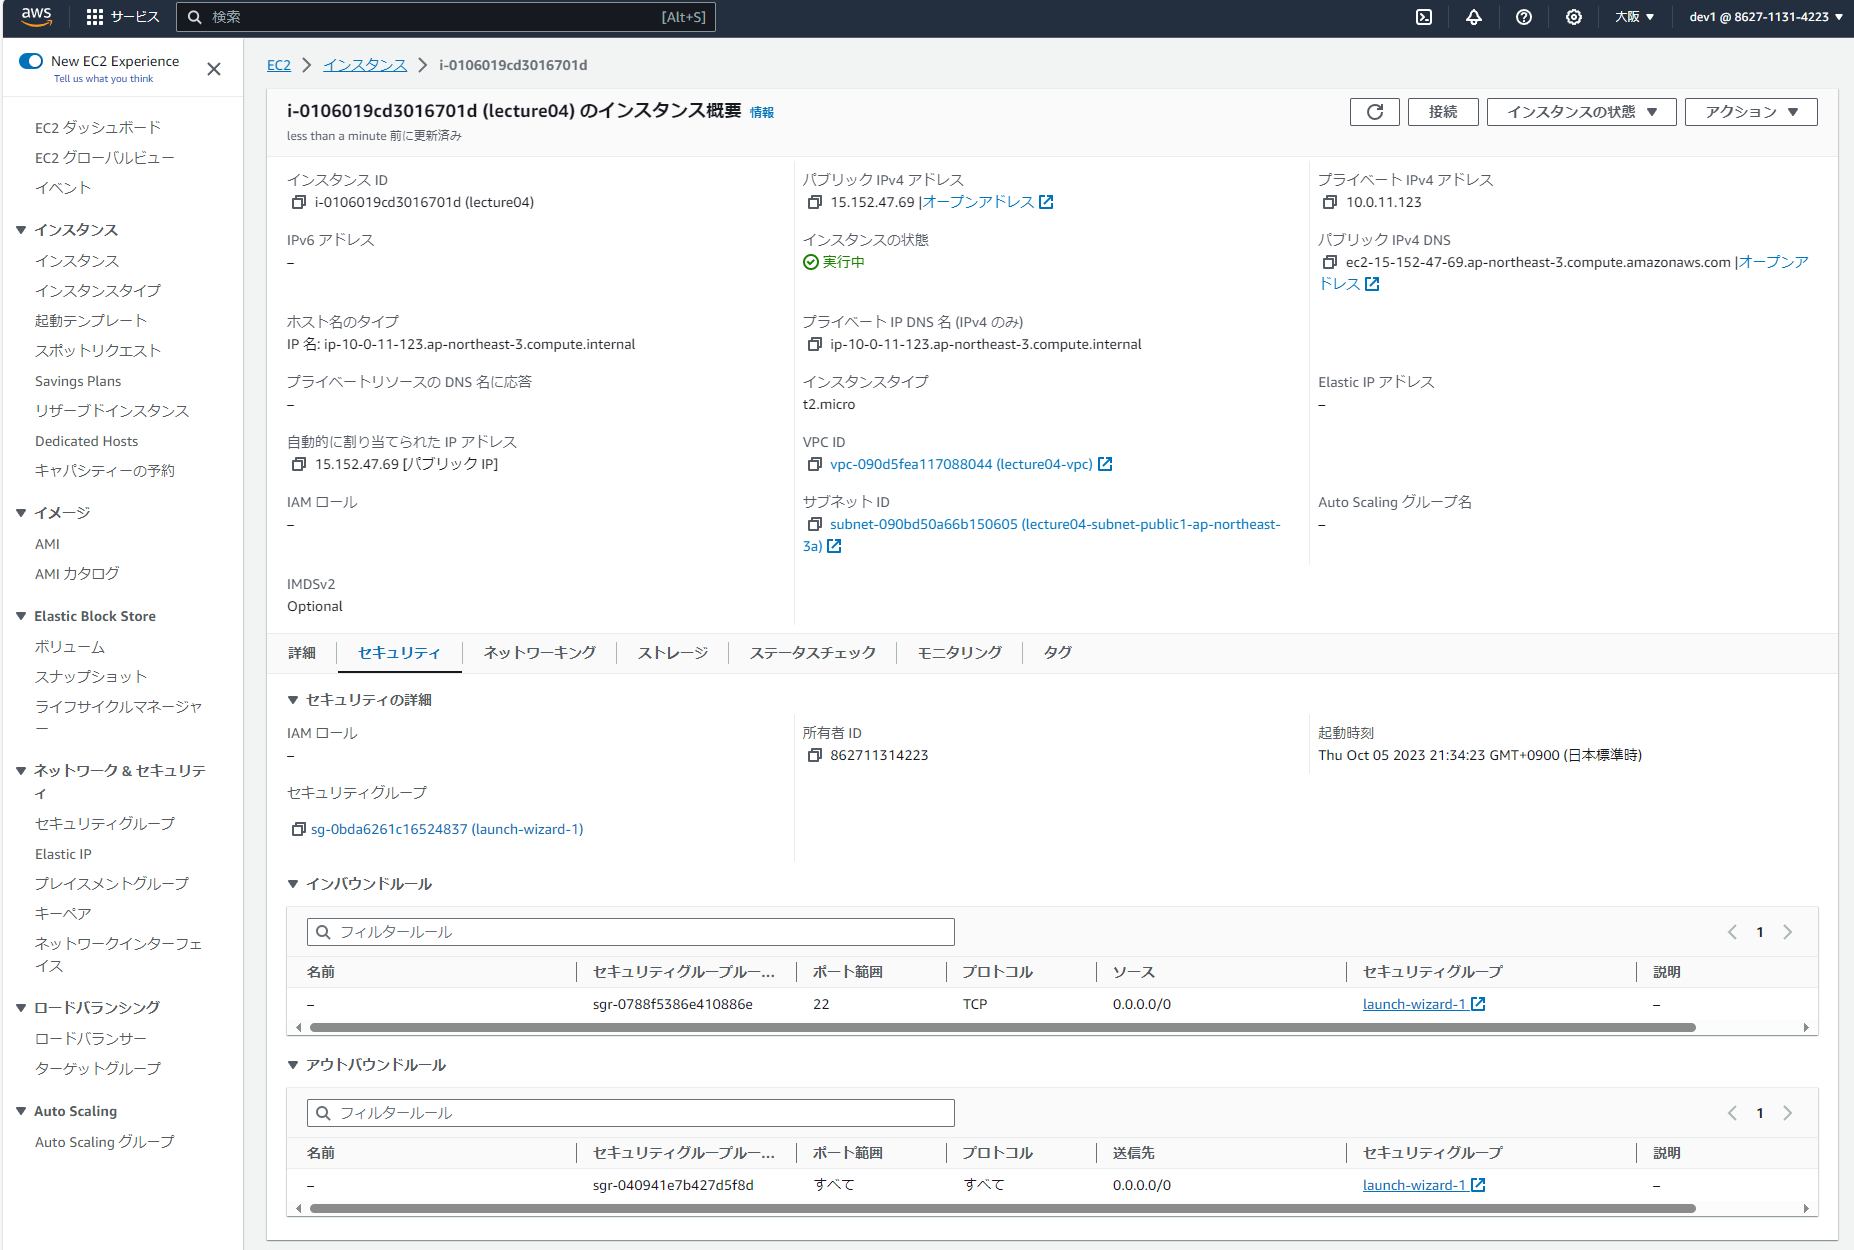 aws
サービス
検索
[Alt+S]
大阪 ▼
dev1 @ 8627-1131-4223 ▼
New EC2 Experience
Tell us what you think
EC2 ダッシュボード
EC2 グローバルビュー
イベント
▼ インスタンス
インスタンス
インスタンスタイプ
起動テンプレート
スポットリクエスト
Savings Plans
リザーブドインスタンス
Dedicated Hosts
キャパシティーの予約
▼ イメージ
AMI
AMI カタログ
▼ Elastic Block Store
ボリューム
スナップショット
ライフサイクルマネージャ
ー
▼ ネットワーク & セキュリテ
ィ
セキュリティグループ
Elastic IP
プレイスメントグループ
キーペア
ネットワークインターフェ
イス
▼ ロードバランシング
ロードバランサー
ターゲットグループ
▼ Auto Scaling
Auto Scaling グループ
EC2 > インスタンス > i-0106019cd3016701d
i-0106019cd3016701d (lecture04) のインスタンス概要 情報
less than a minute 前に更新済み
接続
インスタンスの状態 ▼
アクション ▼
インスタンス ID
i-0106019cd3016701d (lecture04)
パブリック IPv4 アドレス
15.152.47.69 |オープンアドレス
プライベート IPv4 アドレス
10.0.11.123
IPv6 アドレス
–
インスタンスの状態
実行中
パブリック IPv4 DNS
ec2-15-152-47-69.ap-northeast-3.compute.amazonaws.com |オープンア
ドレス
ホスト名のタイプ
IP 名: ip-10-0-11-123.ap-northeast-3.compute.internal
プライベート IP DNS 名 (IPv4 のみ)
ip-10-0-11-123.ap-northeast-3.compute.internal
プライベートリソースの DNS 名に応答
–
インスタンスタイプ
t2.micro
Elastic IP アドレス
–
自動的に割り当てられた IP アドレス
15.152.47.69 [パブリック IP]
VPC ID
vpc-090d5fea117088044 (lecture04-vpc)
IAM ロール
–
サブネット ID
subnet-090bd50a66b150605 (lecture04-subnet-public1-ap-northeast-
3a)
Auto Scaling グループ名
–
IMDSv2
Optional
詳細
セキュリティ
ネットワーキング
ストレージ
ステータスチェック
モニタリング
タグ
▼ セキュリティの詳細
IAM ロール
–
所有者 ID
862711314223
起動時刻
Thu Oct 05 2023 21:34:23 GMT+0900 (日本標準時)
セキュリティグループ
sg-0bda6261c16524837 (launch-wizard-1)
▼ インバウンドルール
フィルタールール
1
名前 セキュリティグループルー... ポート範囲 プロトコル ソース セキュリティグループ 説明
– sgr-0788f5386e410886e 22 TCP 0.0.0.0/0 launch-wizard-1 –
▼ アウトバウンドルール
フィルタールール
1
名前 セキュリティグループルー... ポート範囲 プロトコル 送信先 セキュリティグループ 説明
– sgr-040941e7b427d5f8d すべて すべて 0.0.0.0/0 launch-wizard-1 –